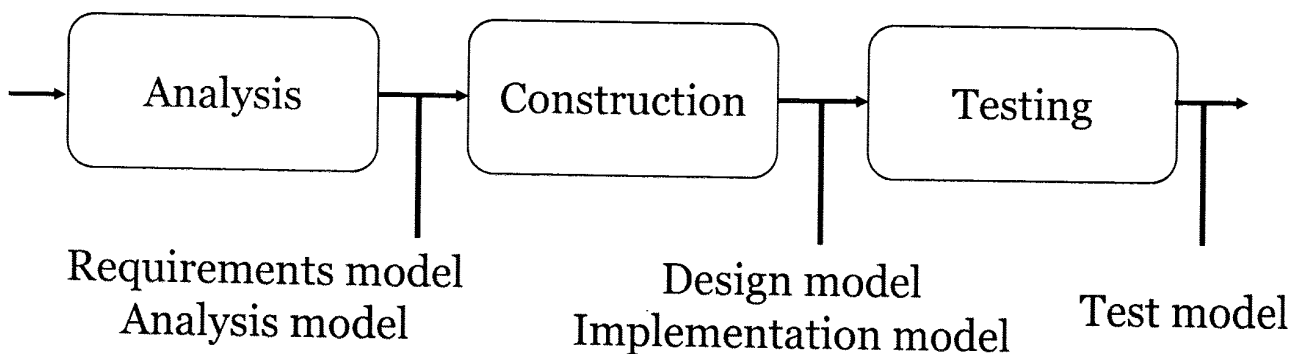 Analysis
Construction
Testing
Requirements model
Analysis model
Design model
Implementation model
Test model